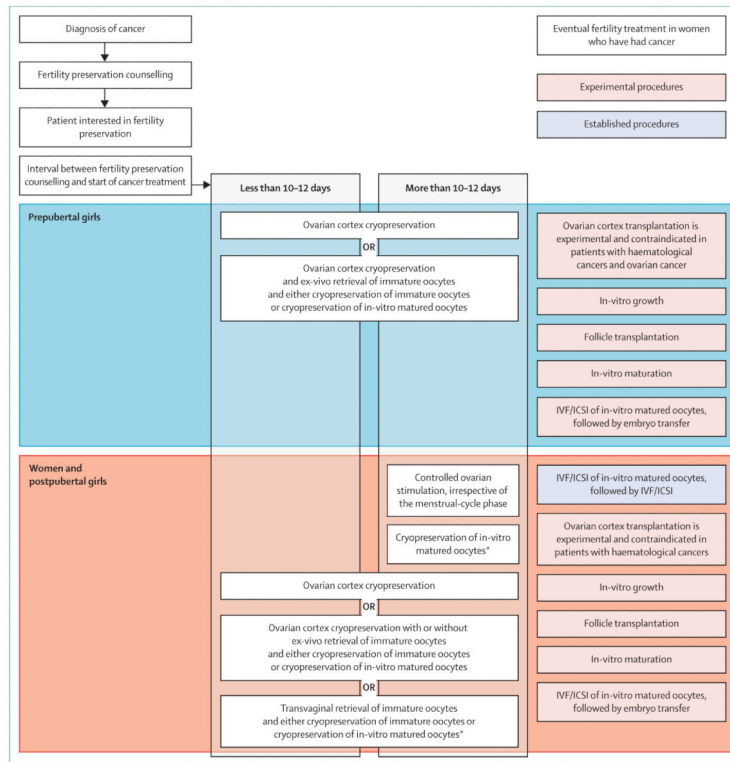 Diagnosis of cancer
Fertility preservation counselling
Patient interested in fertility
preservation
Interval between fertility preservation
counselling and start of cancer treatment
Eventual fertility treatment in women
who have had cancer
Experimental procedures
Established procedures
Less than 10–12 days
More than 10–12 days
Prepubertal girls
Ovarian cortex cryopreservation
OR
Ovarian cortex cryopreservation
and ex-vivo retrieval of immature oocytes
and either cryopreservation of immature oocytes
or cryopreservation of in-vitro matured oocytes
Ovarian cortex transplantation is
experimental and contraindicated in
patients with haematological
cancers and ovarian cancer
In-vitro growth
Follicle transplantation
In-vitro maturation
IVF/ICSI of in-vitro matured oocytes,
followed by embryo transfer
Women and
postpubertal girls
Controlled ovarian
stimulation, irrespective of
the menstrual-cycle phase
Cryopreservation of in-vitro
matured oocytes*
Ovarian cortex cryopreservation
OR
Ovarian cortex cryopreservation with or without
ex-vivo retrieval of immature oocytes
and either cryopreservation of immature oocytes
or cryopreservation of in-vitro matured oocytes
OR
Transvaginal retrieval of immature oocytes
and either cryopreservation of immature oocytes or
cryopreservation of in-vitro matured oocytes*
IVF/ICSI of in-vitro matured oocytes,
followed by IVF/ICSI
Ovarian cortex transplantation is
experimental and contraindicated in
patients with haematological cancers
In-vitro growth
Follicle transplantation
In-vitro maturation
IVF/ICSI of in-vitro matured oocytes,
followed by embryo transfer